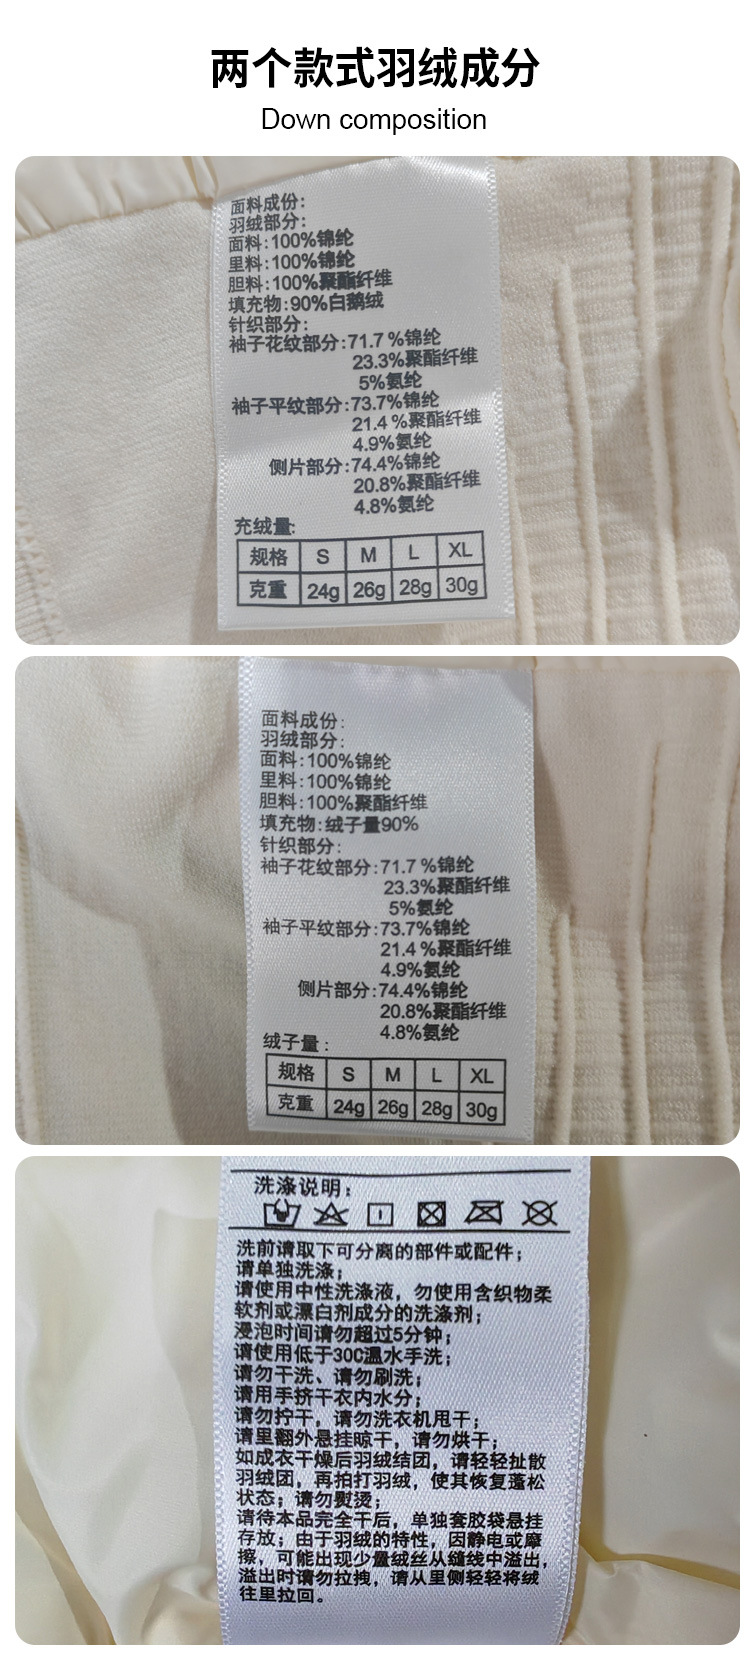 两个款式羽绒成分
Down composition
面料成份:
羽绒部分:
面料:100%锦纶
里料:100%锦纶
胆料:100%聚酯纤维
填充物:90%白鹅绒
针织部分:
袖子花纹部分:71.7%锦纶
23.3%聚酯纤维
5%氨纶
袖子平纹部分:73.7%锦纶
21.4%聚酯纤维
4.9%氨纶
侧片部分:74.4%锦纶
20.8%聚酯纤维
4.8%氨纶
充绒量:
规格 S M L XL
克重 24g 26g 28g 30g
面料成份:
羽绒部分:
面料:100%锦纶
里料:100%锦纶
胆料:100%聚酯纤维
填充物:绒子量90%
针织部分:
袖子花纹部分:71.7%锦纶
23.3%聚酯纤维
5%氨纶
袖子平纹部分:73.7%锦纶
21.4%聚酯纤维
4.9%氨纶
侧片部分:74.4%锦纶
20.8%聚酯纤维
4.8%氨纶
绒子量:
规格 S M L XL
克重 24g 26g 28g 30g
洗涤说明:
洗前请取下可分离的部件或配件;
请单独洗涤;
请使用中性洗涤液，勿使用含织物柔
软剂或漂白剂成分的洗涤剂;
浸泡时间请勿超过5分钟;
请使用低于30C温水手洗;
请勿干洗、请勿刷洗;
请用手挤干衣内水分;
请勿拧干，请勿洗衣机甩干;
请里翻外悬挂晾干，请勿烘干;
如成衣干燥后羽绒结团，请轻轻扯散
羽绒团，再拍打羽绒，使其恢复蓬松
状态；请勿熨烫;
请待本品完全干后，单独套胶袋悬挂
存放；由于羽绒的特性，因静电或摩
擦，可能出现少量绒丝从缝线中溢出，
溢出时请勿拉拽，请从里侧轻轻将绒
往里拉回。